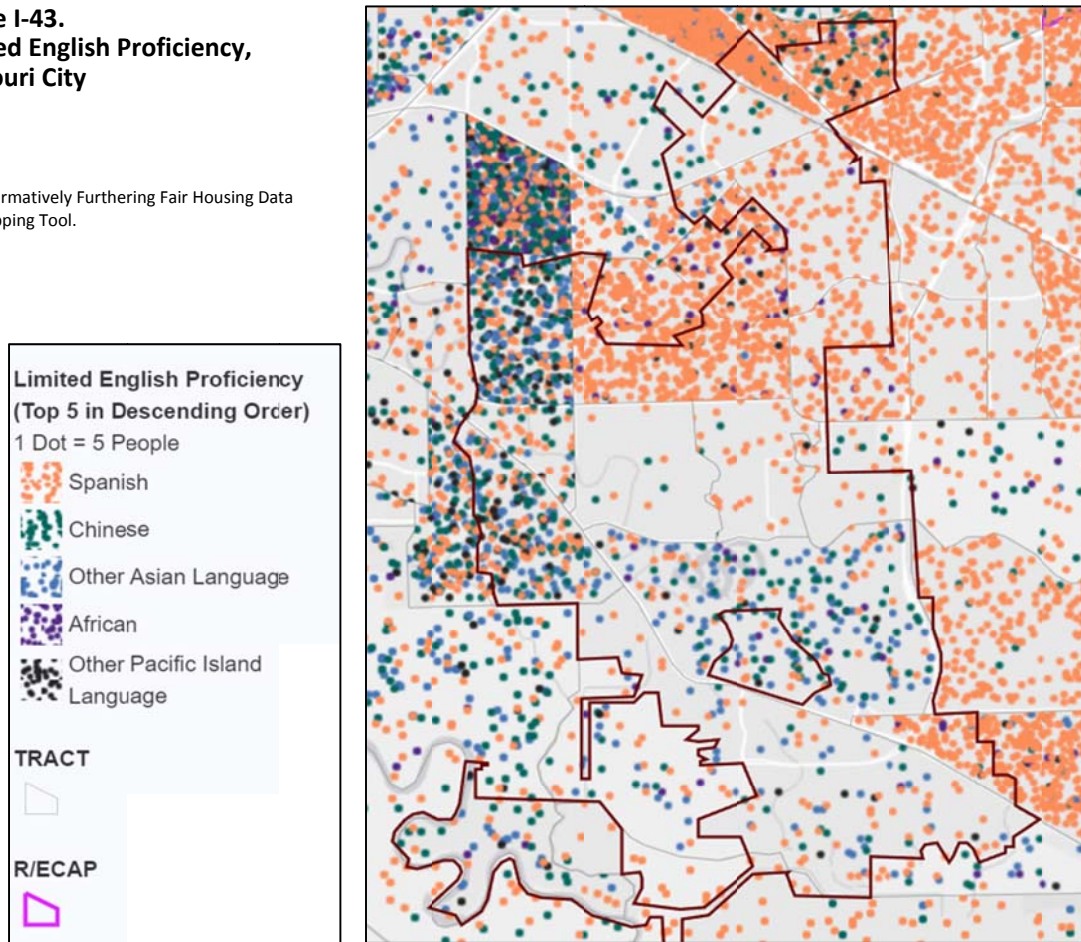 e I-43.
ed English Proficiency,
ouri City
rmatively Furthering Fair Housing Data
pping Tool.
Limited English Proficiency
(Top 5 in Descending Order)
1 Dot = 5 People
Spanish
Chinese
Other Asian Language
African
Other Pacific Island
Language
TRACT
R/ECAP